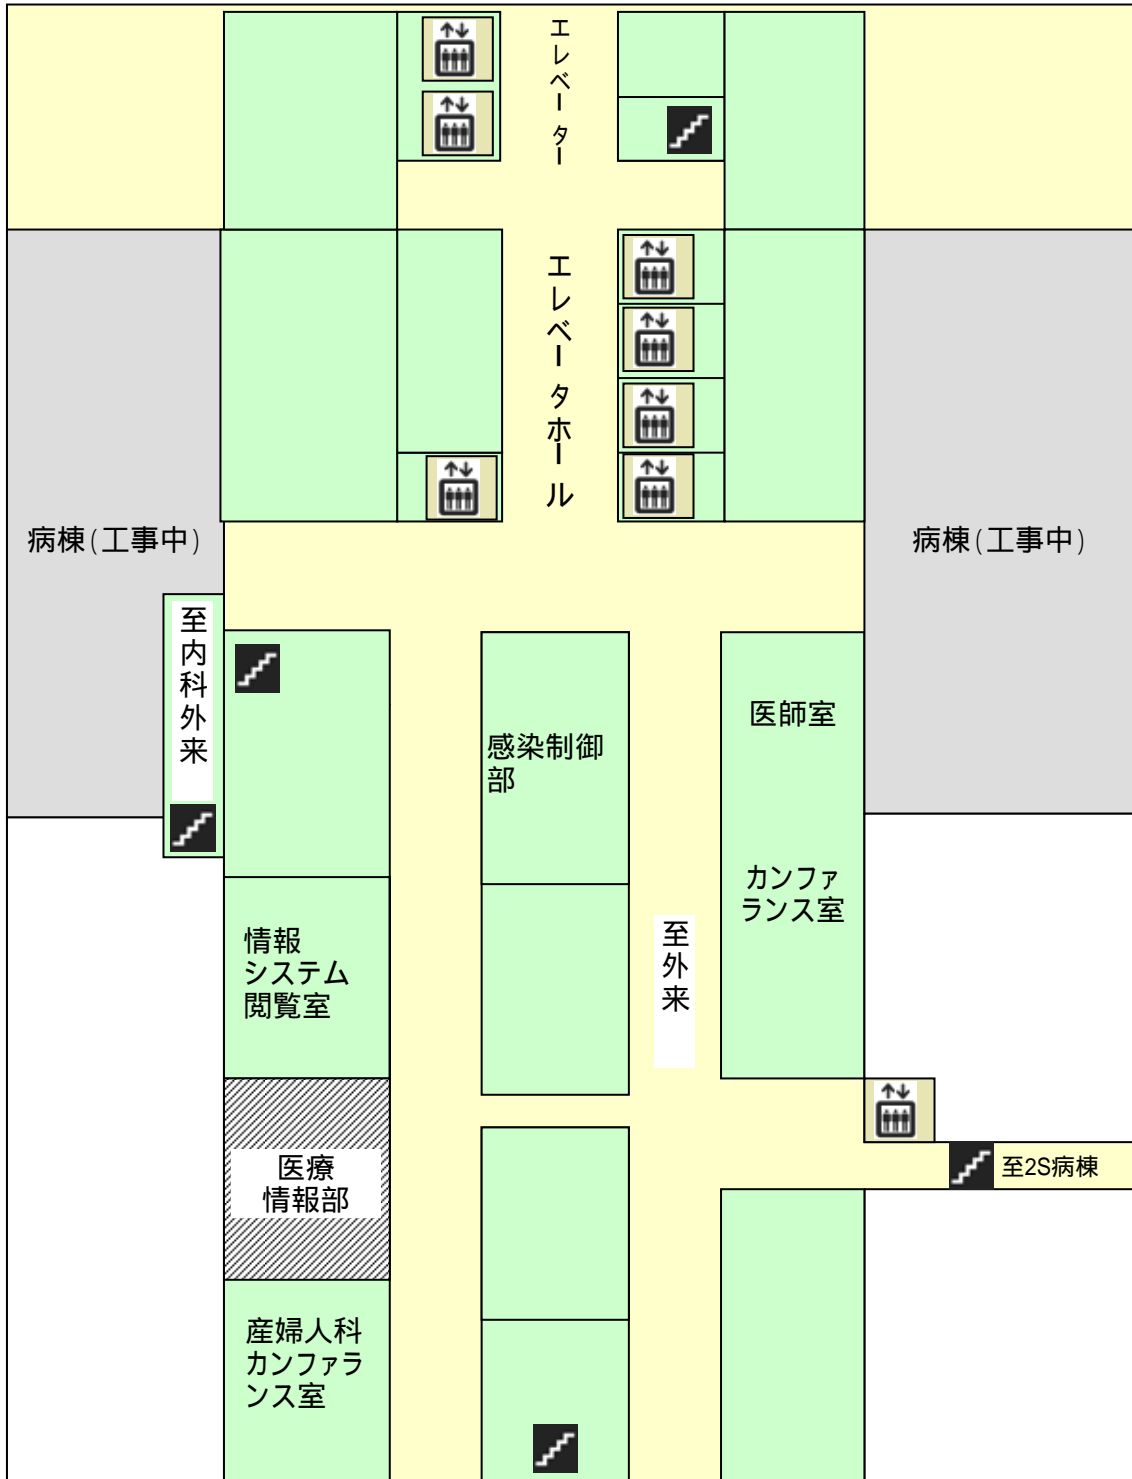 エレベーター
エレベータホール
病棟(工事中)
病棟(工事中)
至内科外来
医師室
感染制御
部
カンファ
ランス室
至外来
情報
システム
閲覧室
医療
情報部
至2S病棟
産婦人科
カンファラ
ンス室